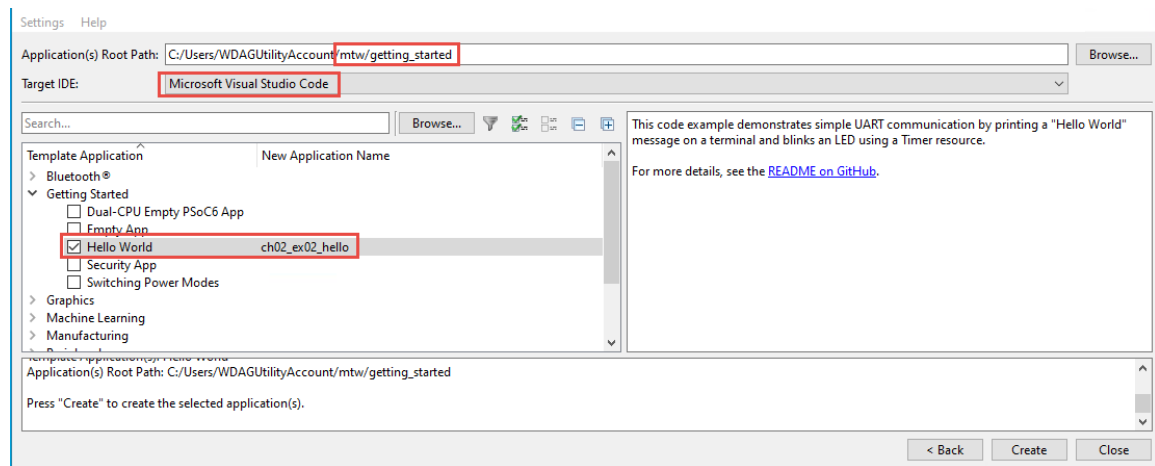 Settings Help
Application(s) Root Path: C:/Users/WDAGUtilityAccount/mtw/getting_started Browse...
Target IDE: Microsoft Visual Studio Code
Search... Browse...
Template Application New Application Name
Bluetooth®
Getting Started
Dual-CPU Empty PSoC6 App
Empty App
Hello World ch02_ex02_hello
Security App
Switching Power Modes
Graphics
Machine Learning
Manufacturing
This code example demonstrates simple UART communication by printing a "Hello World"
message on a terminal and blinks an LED using a Timer resource.
For more details, see the README on GitHub.
Template Application(s): Hello World
Application(s) Root Path: C:/Users/WDAGUtilityAccount/mtw/getting_started
Press "Create" to create the selected application(s).
< Back Create Close